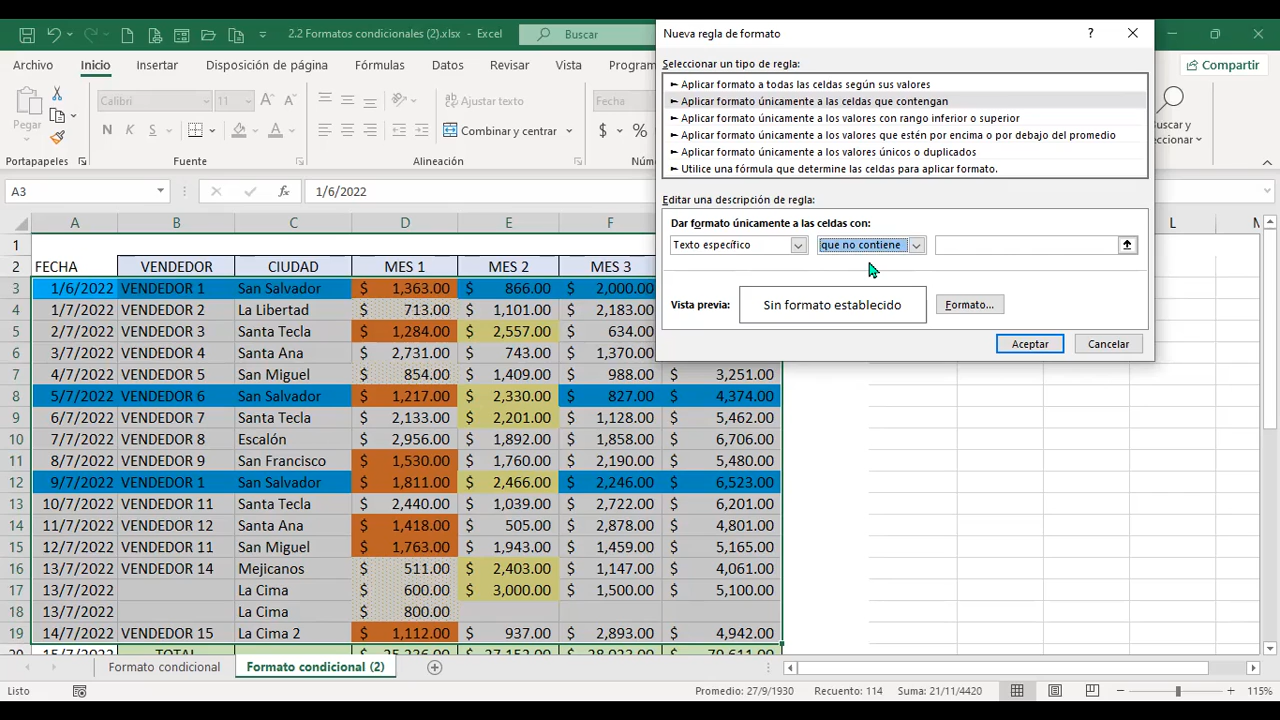 2.2 Formatos condicionales (2).xlsx - Excel
Buscar
Nueva regla de formato
?
Archivo Inicio Insertar Disposición de página Fórmulas Datos Revisar Vista Program
Compartir
Pegar
Calibri 11
N K S
Ajustar texto
Combinar y centrar
Fecha
$ %
Buscar y
seleccionar
Portapapeles Fuente Alineación Núm
Seleccionar un tipo de regla:
► Aplicar formato a todas las celdas según sus valores
► Aplicar formato únicamente a las celdas que contengan
► Aplicar formato únicamente a los valores con rango inferior o superior
► Aplicar formato únicamente a los valores que estén por encima o por debajo del promedio
► Aplicar formato únicamente a los valores únicos o duplicados
► Utilice una fórmula que determine las celdas para aplicar formato.
Editar una descripción de regla:
Dar formato únicamente a las celdas con:
Texto específico que no contiene
Vista previa: Sin formato establecido Formato...
Aceptar Cancelar
A3 fx 1/6/2022
A B C D E F L M
1
2 FECHA VENDEDOR CIUDAD MES 1 MES 2 MES 3
3 1/6/2022 VENDEDOR 1 San Salvador $ 1,363.00 $ 866.00 $ 2,000.00
4 1/7/2022 VENDEDOR 2 La Libertad $ 713.00 $ 1,101.00 $ 2,183.00
5 2/7/2022 VENDEDOR 3 Santa Tecla $ 1,284.00 $ 2,557.00 $ 634.00
6 3/7/2022 VENDEDOR 4 Santa Ana $ 2,731.00 $ 743.00 $ 1,370.00
7 4/7/2022 VENDEDOR 5 San Miguel $ 854.00 $ 1,409.00 $ 988.00 $ 3,251.00
8 5/7/2022 VENDEDOR 6 San Salvador $ 1,217.00 $ 2,330.00 $ 827.00 $ 4,374.00
9 6/7/2022 VENDEDOR 7 Santa Tecla $ 2,133.00 $ 2,201.00 $ 1,128.00 $ 5,462.00
10 7/7/2022 VENDEDOR 8 Escalón $ 2,956.00 $ 1,892.00 $ 1,858.00 $ 6,706.00
11 8/7/2022 VENDEDOR 9 San Francisco $ 1,530.00 $ 1,760.00 $ 2,190.00 $ 5,480.00
12 9/7/2022 VENDEDOR 1 San Salvador $ 1,811.00 $ 2,466.00 $ 2,246.00 $ 6,523.00
13 10/7/2022 VENDEDOR 11 Santa Tecla $ 2,440.00 $ 1,039.00 $ 2,722.00 $ 6,201.00
14 11/7/2022 VENDEDOR 12 Santa Ana $ 1,418.00 $ 505.00 $ 2,878.00 $ 4,801.00
15 12/7/2022 VENDEDOR 11 San Miguel $ 1,763.00 $ 1,943.00 $ 1,459.00 $ 5,165.00
16 13/7/2022 VENDEDOR 14 Mejicanos $ 511.00 $ 2,403.00 $ 1,147.00 $ 4,061.00
17 13/7/2022 La Cima $ 600.00 $ 3,000.00 $ 1,500.00 $ 5,100.00
18 13/7/2022 La Cima $ 800.00
19 14/7/2022 VENDEDOR 15 La Cima 2 $ 1,112.00 $ 937.00 $ 2,893.00 $ 4,942.00
20 15/7/2022 TOTAL
Formato condicional Formato condicional (2)
Listo Promedio: 27/9/1930 Recuento: 114 Suma: 21/11/4420 115%